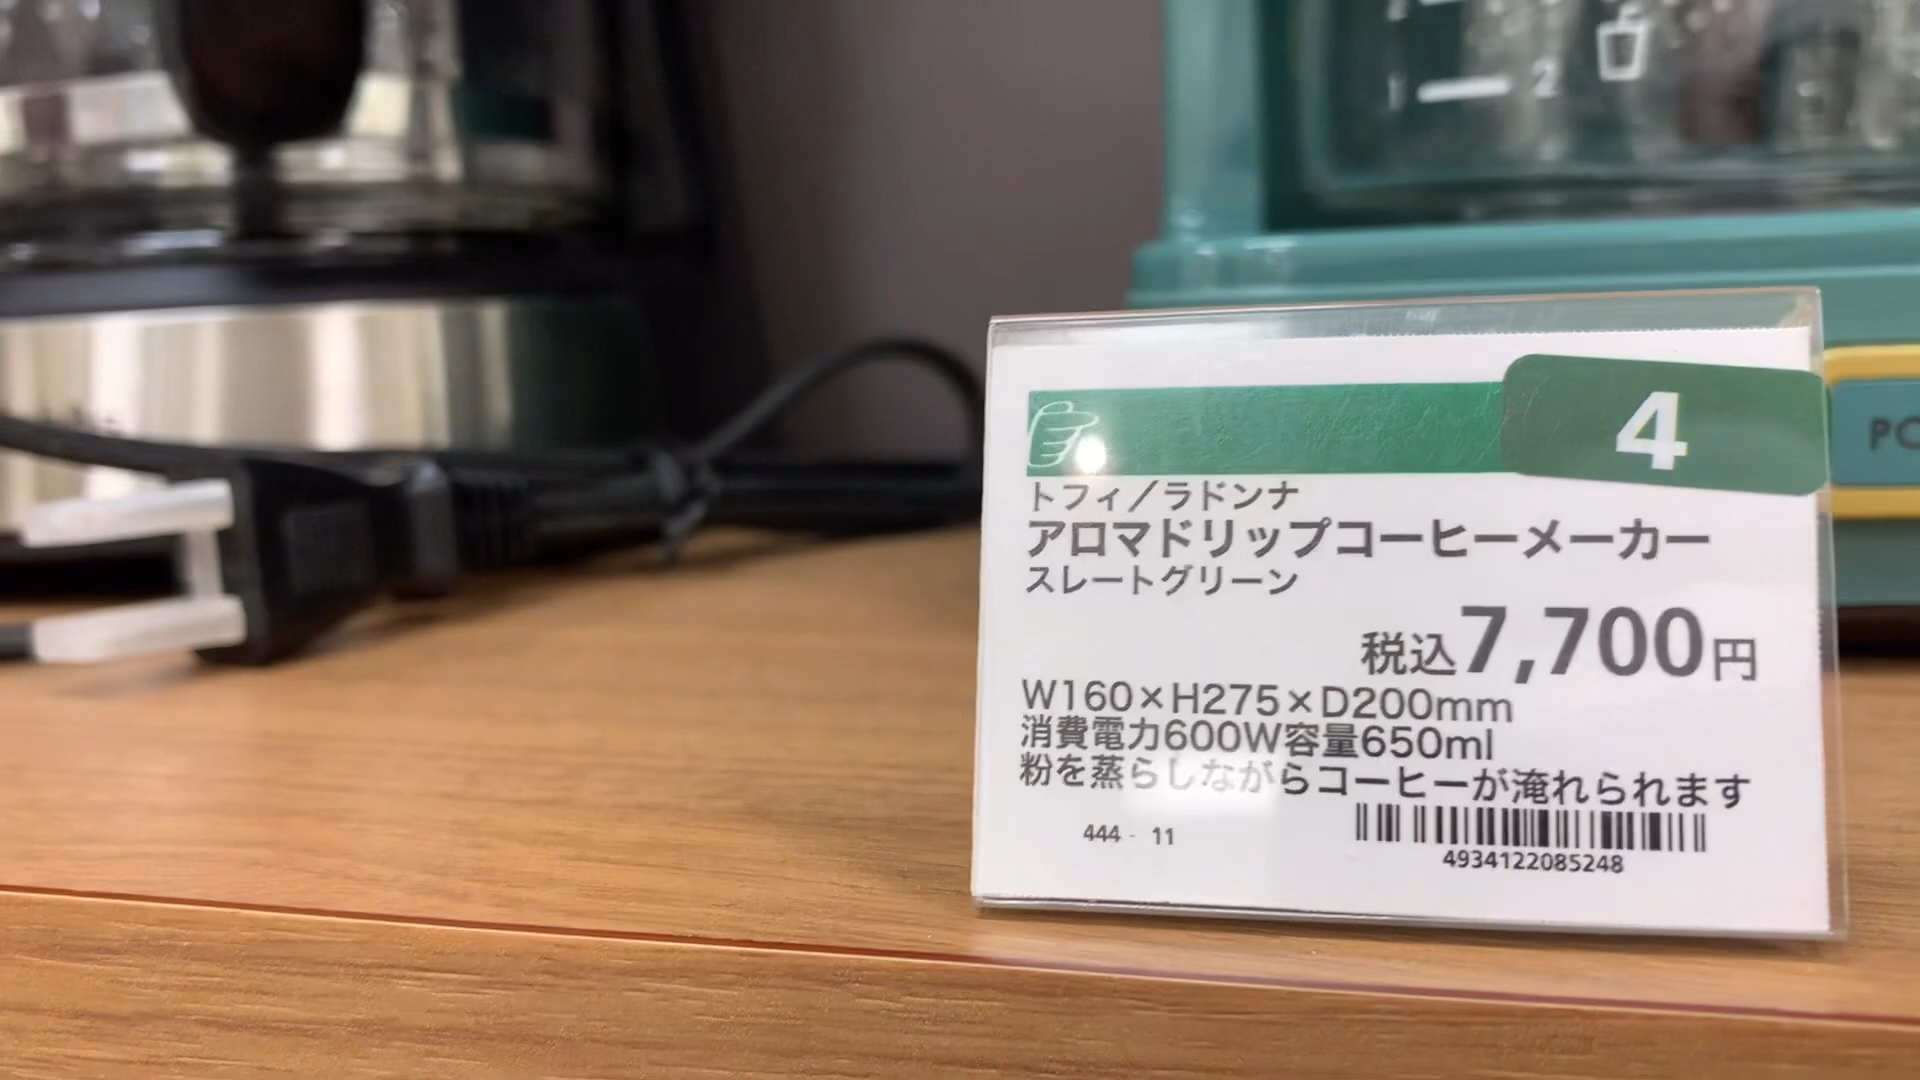 1 2
4
PO
トフィ／ラドンナ
アロマドリップコーヒーメーカー
スレートグリーン
税込7,700円
W160×H275×D200mm
消費電力600W容量650ml
粉を蒸らしながらコーヒーが淹れられます
444 - 11
4934122085248